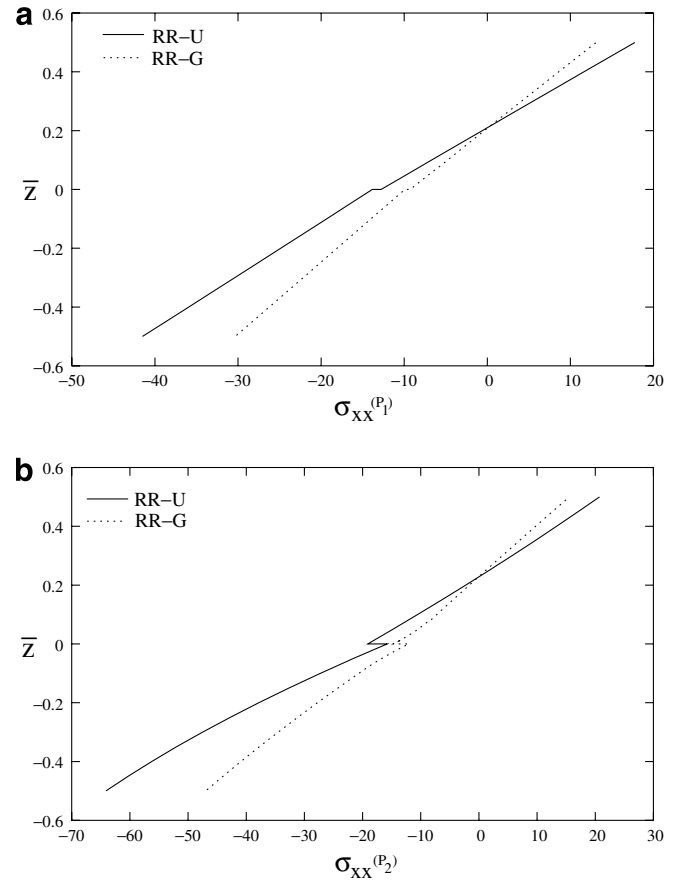 a
RR–U
RR–G
0.6
0.4
0.2
0
−0.2
−0.4
−0.6
z̅
−50 −40 −30 −20 −10 0 10 20
σxx(P1)
b
RR–U
RR–G
0.6
0.4
0.2
0
−0.2
−0.4
−0.6
z̅
−70 −60 −50 −40 −30 −20 −10 0 10 20 30
σxx(P2)